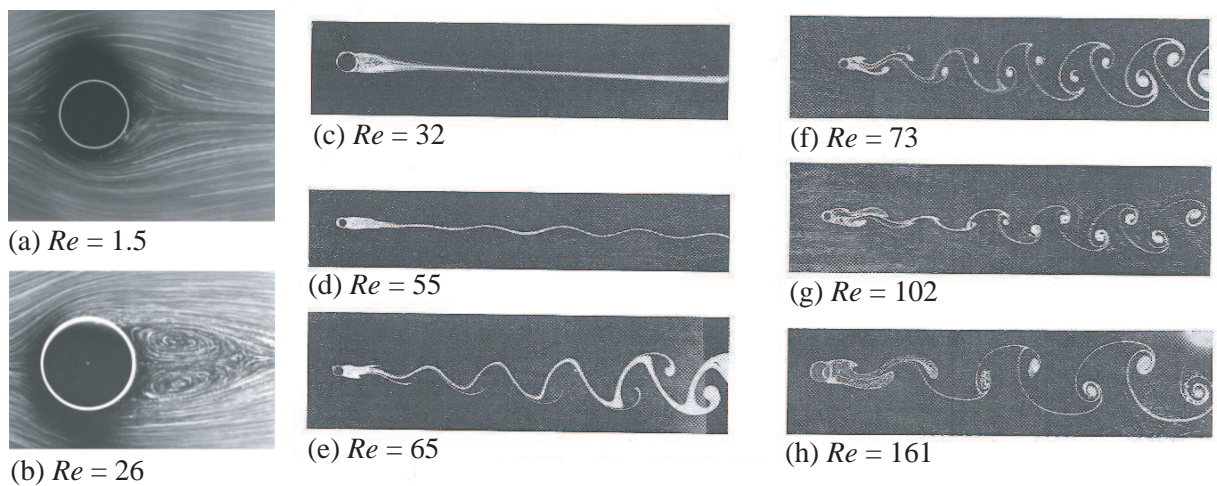 (a) Re = 1.5
(b) Re = 26
(c) Re = 32
(d) Re = 55
(e) Re = 65
(f) Re = 73
(g) Re = 102
(h) Re = 161